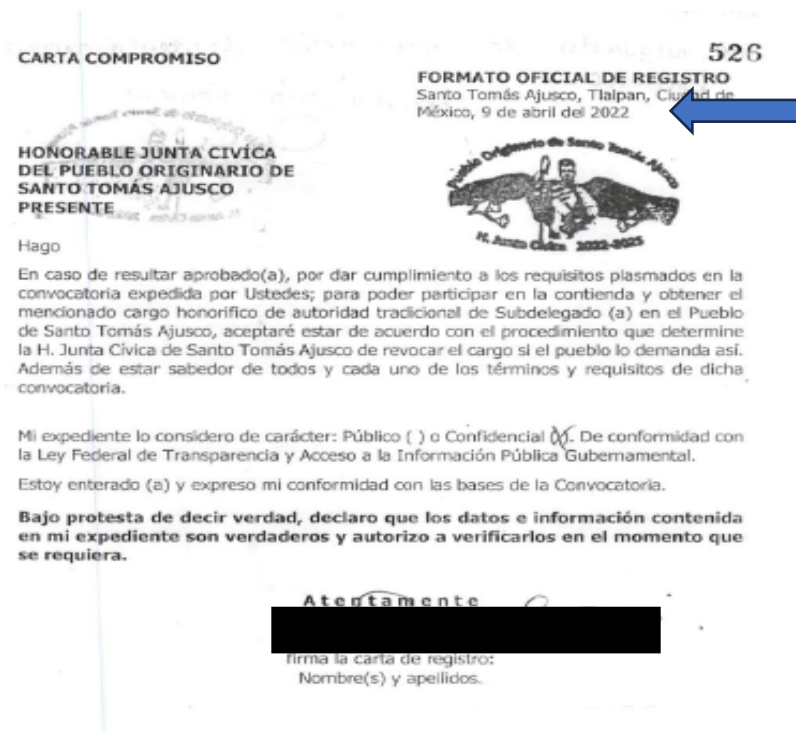 526
CARTA COMPROMISO
FORMATO OFICIAL DE REGISTRO
Santo Tomás Ajusco, Tlalpan, Ciudad de
México, 9 de abril del 2022
HONORABLE JUNTA CIVÍCA
DEL PUEBLO ORIGINARIO DE
SANTO TOMÁS AJUSCO
PRESENTE
Pueblo Originario de Santo Tomás Ajusco
H. Junta Cívica 2022-2025
Hago
En caso de resultar aprobado(a), por dar cumplimiento a los requisitos plasmados en la
convocatoria expedida por Ustedes; para poder participar en la contienda y obtener el
mencionado cargo honorifico de autoridad tradicional de Subdelegado (a) en el Pueblo
de Santo Tomás Ajusco, aceptaré estar de acuerdo con el procedimiento que determine
la H. Junta Cívica de Santo Tomás Ajusco de revocar el cargo si el pueblo lo demanda así.
Además de estar sabedor de todos y cada uno de los términos y requisitos de dicha
convocatoria.
Mi expediente lo considero de carácter: Público ( ) o Confidencial (X). De conformidad con
la Ley Federal de Transparencia y Acceso a la Información Pública Gubernamental.
Estoy enterado (a) y expreso mi conformidad con las bases de la Convocatoria.
Bajo protesta de decir verdad, declaro que los datos e información contenida
en mi expediente son verdaderos y autorizo a verificarlos en el momento que
se requiera.
Atentamente
firma la carta de registro:
Nombre(s) y apellidos.